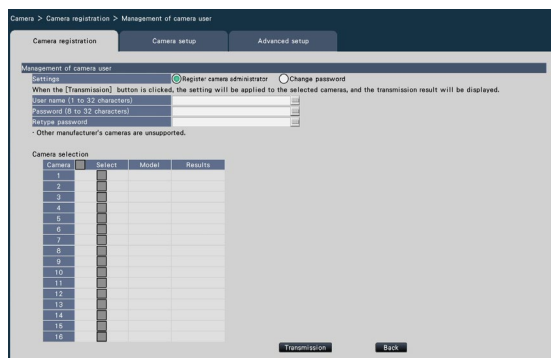 Camera > Camera registration > Management of camera user
Camera registration Camera setup Advanced setup
Management of camera user
Settings Register camera administrator Change password
When the [Transmission] button is clicked, the setting will be applied to the selected cameras, and the transmission result will be displayed.
User name (1 to 32 characters)
Password (8 to 32 characters)
Retype password
· Other manufacturer's cameras are unsupported.
Camera selection
Camera Select Model Results
1
2
3
4
5
6
7
8
9
10
11
12
13
14
15
16
Transmission Back